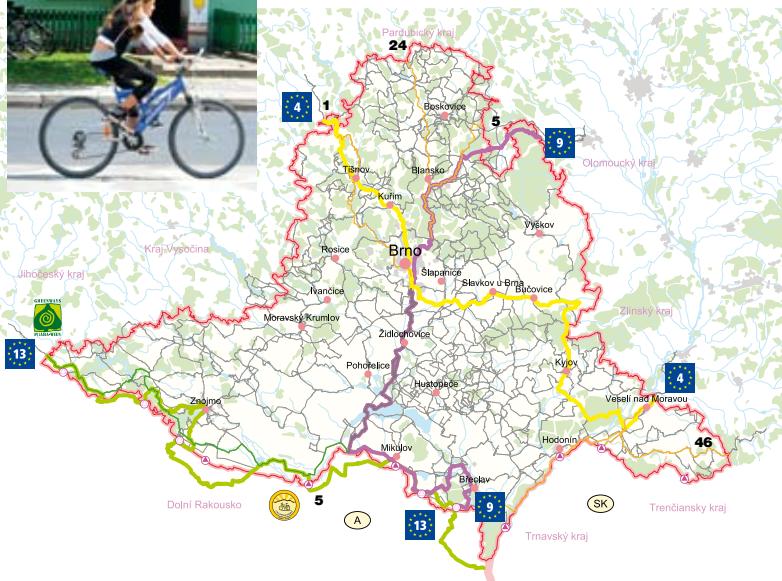 Pardubický kraj
24
4
1
Boskovice
5
9
Olomoucký kraj
Tišnov
Blansko
Kuřim
Vyškov
Kraj Vysočina
Rosice
Brno
Šlapanice
Jihočeský kraj
Slavkov u Brna
Bučovice
Ivančice
GREENWAYS
Zlínský kraj
Moravský Krumlov
Židlochovice
13
Pohořelice
Kyjov
4
Hustopeče
Veselí nad Moravou
Znojmo
Hodonín
46
Mikulov
Břeclav
Dolní Rakousko
5
A
13
9
SK
Trenčiansky kraj
Trnavský kraj